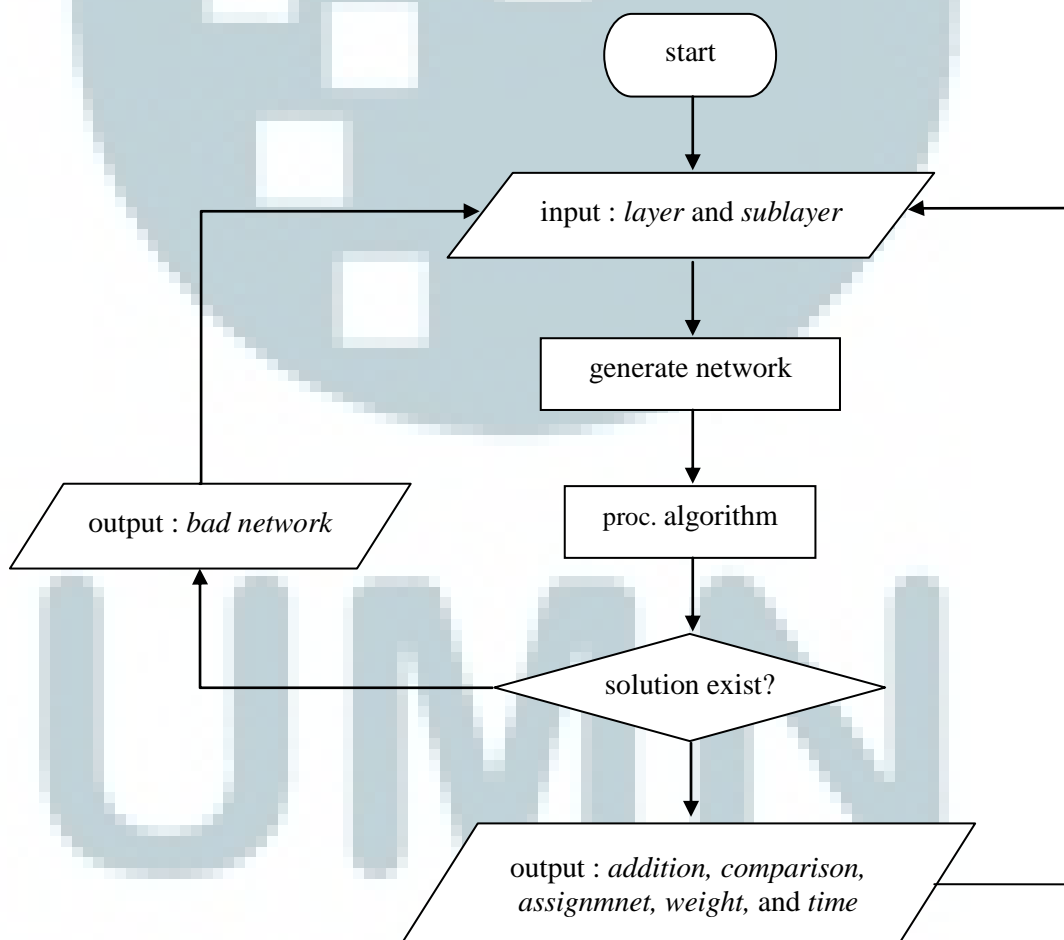 start
input : layer and sublayer
generate network
proc. algorithm
output : bad network
solution exist?
output : addition, comparison,
assignmnet, weight, and time
UMN